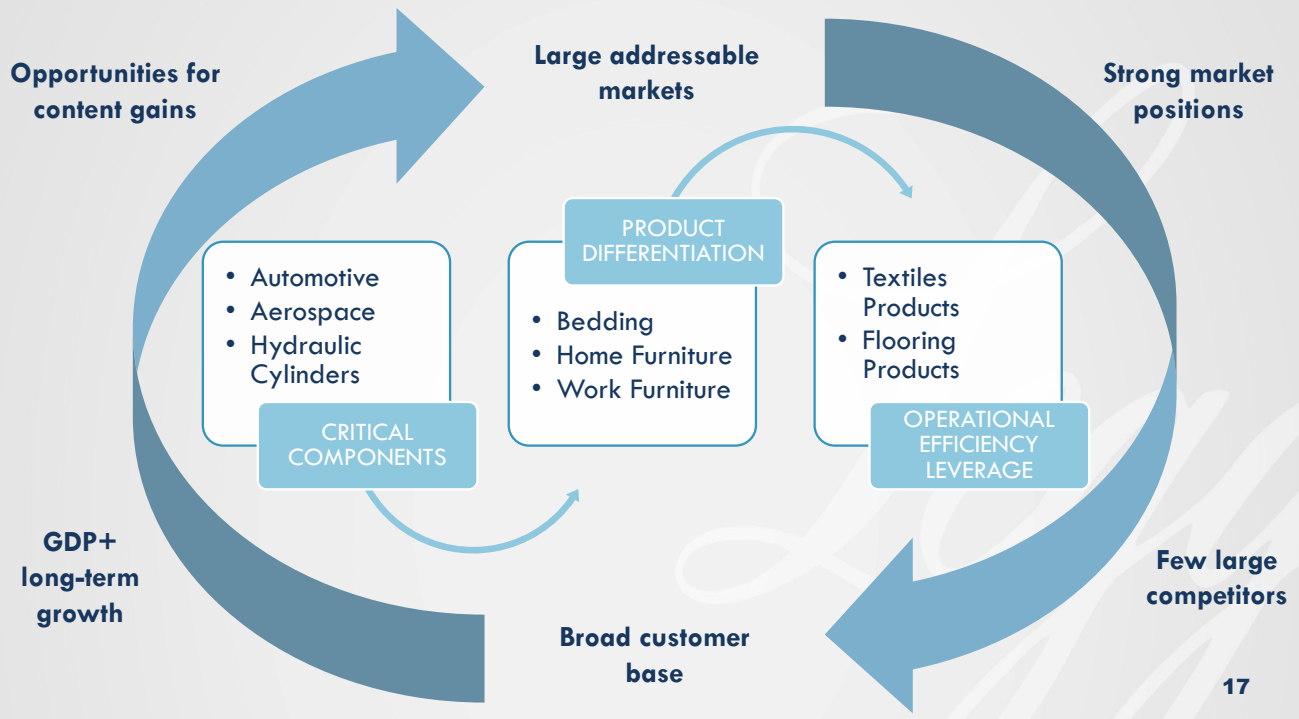 Opportunities for
content gains
Large addressable
markets
Strong market
positions
• Automotive
• Aerospace
• Hydraulic
Cylinders
CRITICAL
COMPONENTS
PRODUCT
DIFFERENTIATION
• Bedding
• Home Furniture
• Work Furniture
• Textiles
Products
• Flooring
Products
OPERATIONAL
EFFICIENCY
LEVERAGE
GDP+
long-term
growth
Broad customer
base
Few large
competitors
17